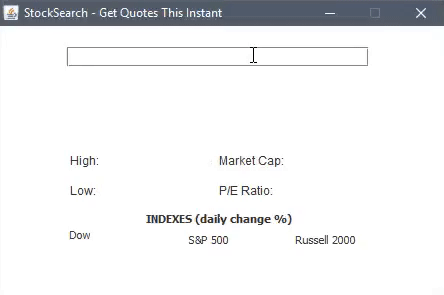 StockSearch - Get Quotes This Instant
High: Market Cap:
Low: P/E Ratio:
INDEXES (daily change %)
Dow S&P 500 Russell 2000